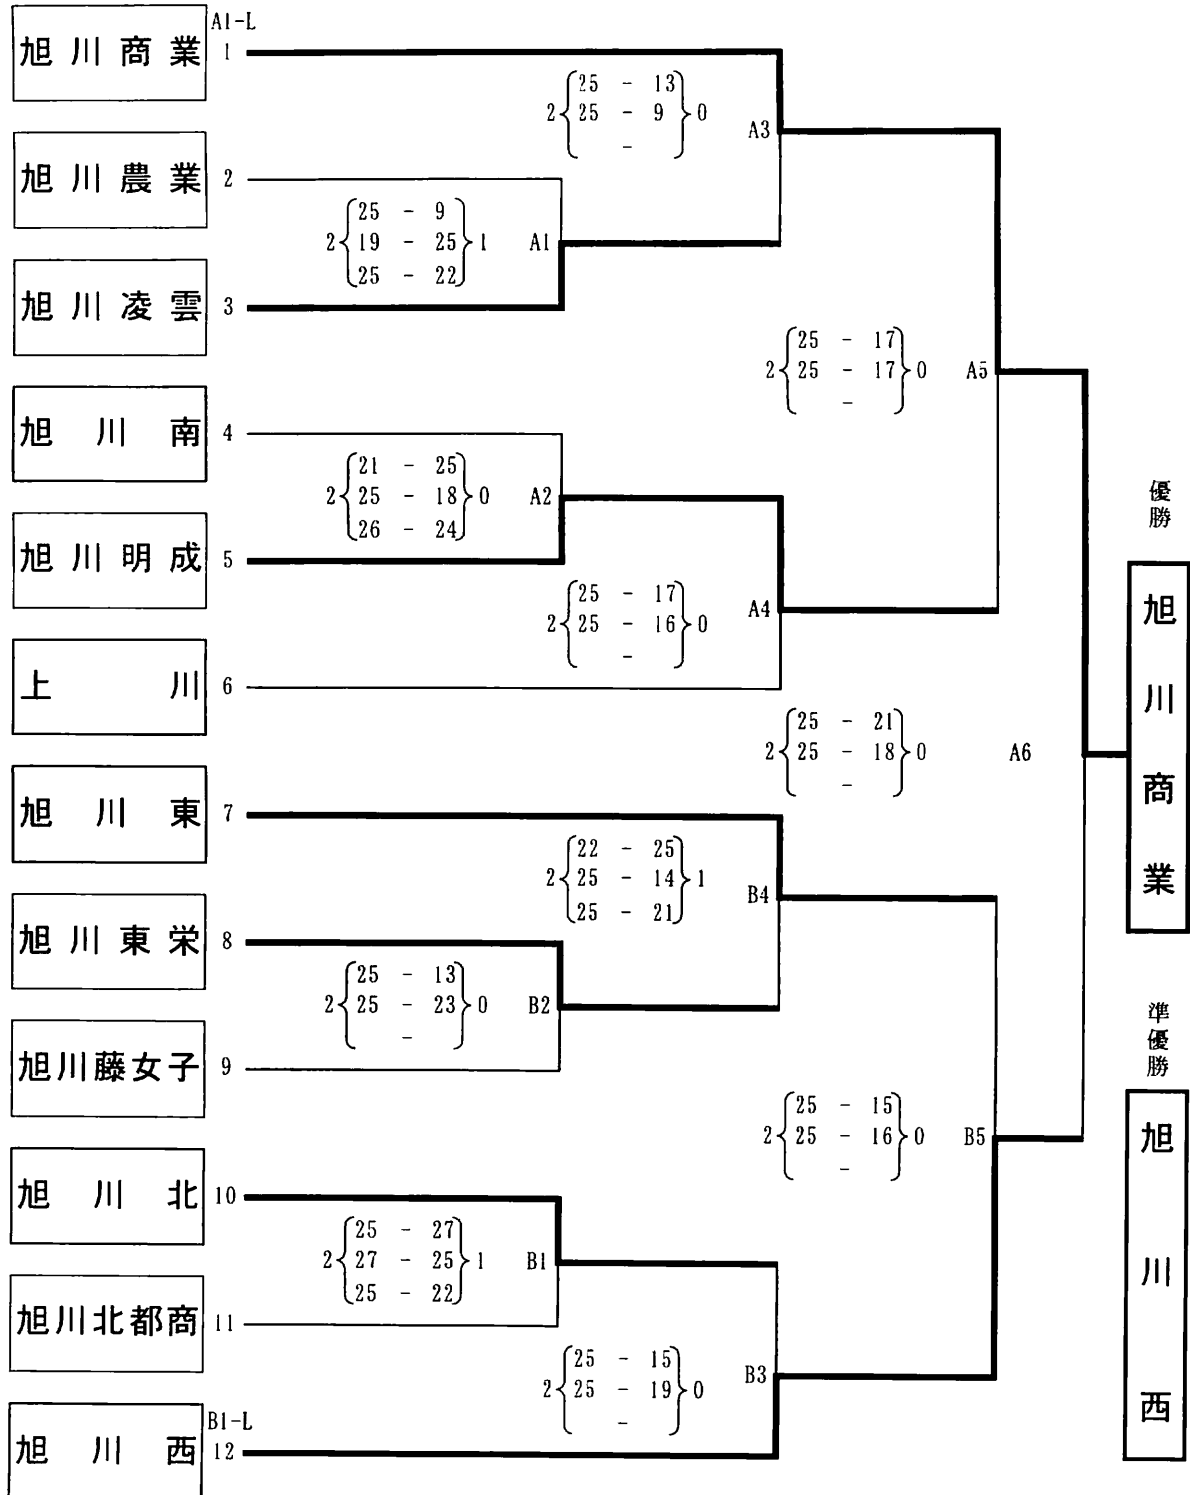 A1-L
旭川商業 1
25 - 13
2 25 - 9 0
-
A3
旭川農業 2
25 - 9
2 19 - 25 1
25 - 22
A1
旭川凌雲 3
25 - 17
2 25 - 17 0
-
A5
旭川南 4
21 - 25
2 25 - 18 0
26 - 24
A2
旭川明成 5
25 - 17
2 25 - 16 0
-
A4
上川 6
25 - 21
2 25 - 18 0
-
A6
旭川東 7
22 - 25
2 25 - 14 1
25 - 21
B4
旭川東栄 8
25 - 13
2 25 - 23 0
-
B2
旭川藤女子 9
25 - 15
2 25 - 16 0
-
B5
旭川北 10
25 - 27
2 27 - 25 1
25 - 22
B1
旭川北都商 11
25 - 15
2 25 - 19 0
-
B3
B1-L
旭川西 12
優勝
旭川商業
準優勝
旭川西